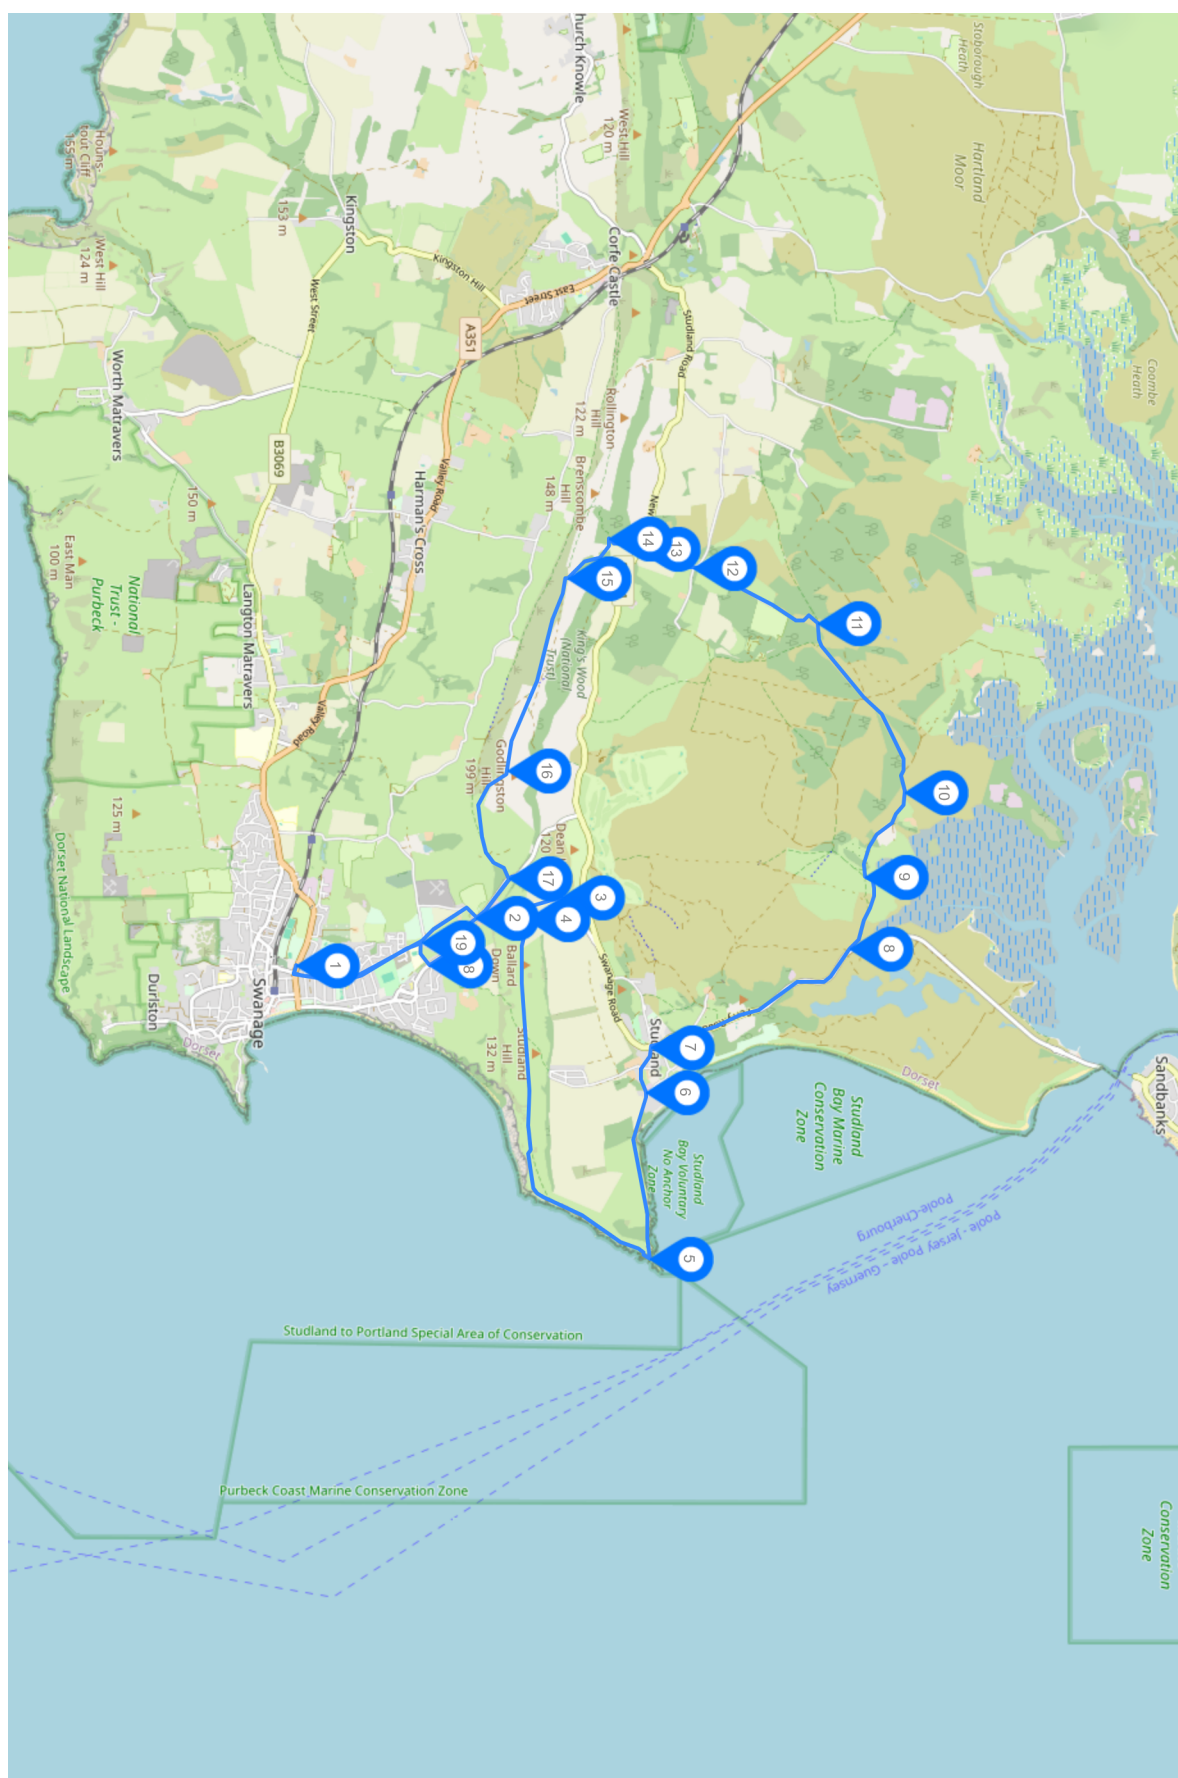 Church Knowle
Stoborough
Heath
Hartland
Moor
West Hill
120 m
Houns-
tout Cliff
155 m
Kingston
153 m
West Hill
124 m
Kingston Hill
West Street
Corfe Castle
East Street
A351
Studland Road
Coombe
Heath
Worth Matravers
B3069
Rollington
Hill
122 m
Brenscombe
Hill
148 m
Harman's Cross
Valley Road
150 m
East Man
100 m
National
Trust -
Purbeck
Langton Matravers
Valley Road
New
14
13
12
15
11
King's Wood
(National
Trust)
Godlingston
Hill
199 m
16
10
125 m
Dorset National Landscape
Dean
120
17
9
3
2
4
19
8
8
1
Ballard
Down
Swanage Road
Swanage
Durlston
Dorset
Studland
Hill
132 m
Studland
Ferry Road
7
6
5
Dorset
Sandbanks
Studland
Bay Marine
Conservation
Zone
Studland
Bay Voluntary
No Anchor
Zone
Poole-Cherbourg
Poole - Jersey
Poole - Guernsey
Studland to Portland Special Area of Conservation
Purbeck Coast Marine Conservation Zone
Conservation
Zone